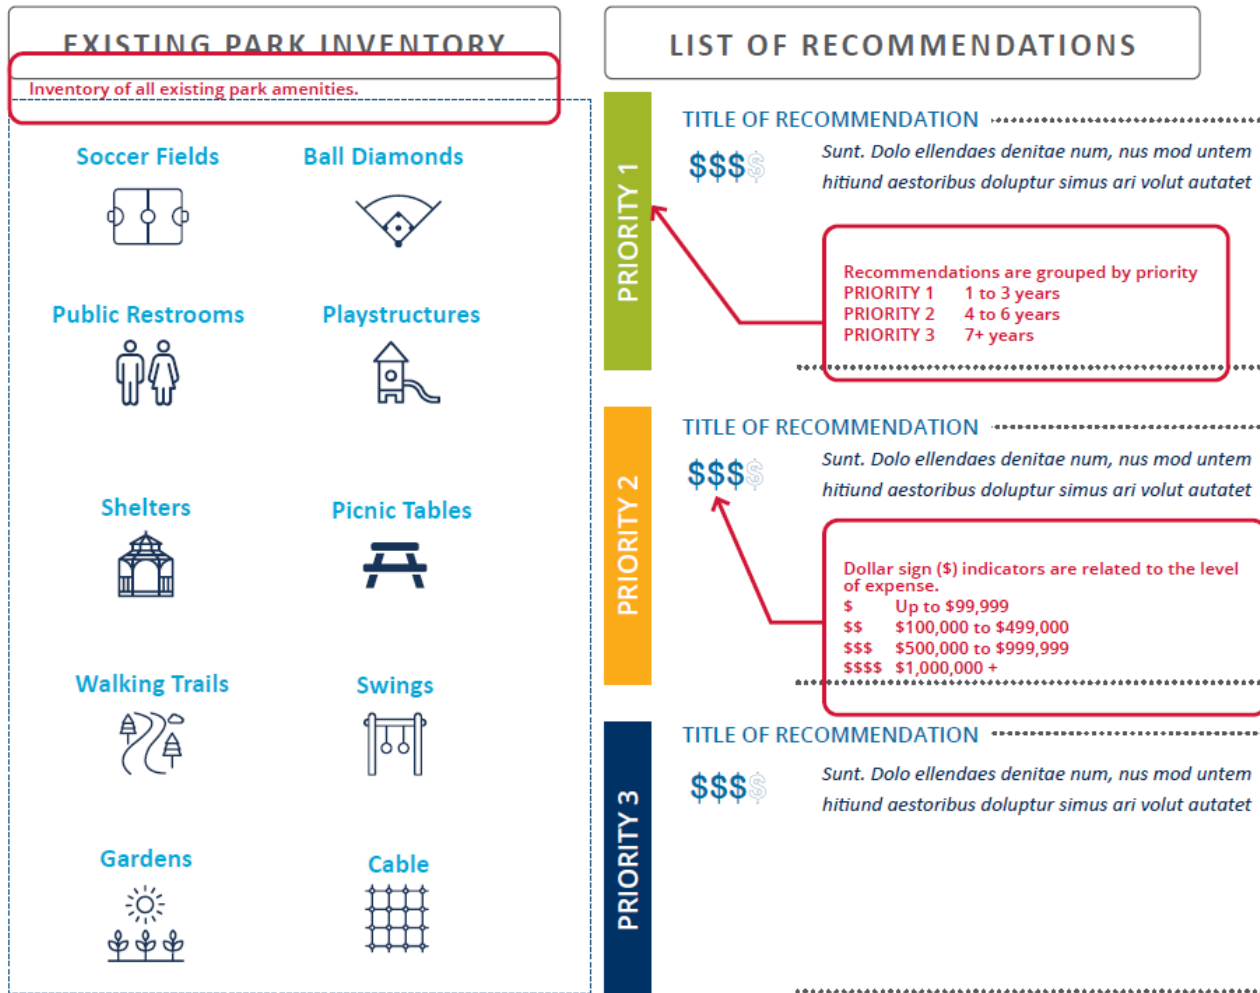 EXISTING PARK INVENTORY
Inventory of all existing park amenities.
Soccer Fields
Ball Diamonds
Public Restrooms
Playstructures
Shelters
Picnic Tables
Walking Trails
Swings
Gardens
Cable
LIST OF RECOMMENDATIONS
PRIORITY 1
TITLE OF RECOMMENDATION
$$$$
Sunt. Dolo ellendaes denitae num, nus mod untem
hitiund aestoribus doluptur simus ari volut autatet
Recommendations are grouped by priority
PRIORITY 1 1 to 3 years
PRIORITY 2 4 to 6 years
PRIORITY 3 7+ years
PRIORITY 2
TITLE OF RECOMMENDATION
$$$$
Sunt. Dolo ellendaes denitae num, nus mod untem
hitiund aestoribus doluptur simus ari volut autatet
Dollar sign ($) indicators are related to the level
of expense.
$ Up to $99,999
$$ $100,000 to $499,000
$$$ $500,000 to $999,999
$$$$ $1,000,000 +
PRIORITY 3
TITLE OF RECOMMENDATION
$$$$
Sunt. Dolo ellendaes denitae num, nus mod untem
hitiund aestoribus doluptur simus ari volut autatet